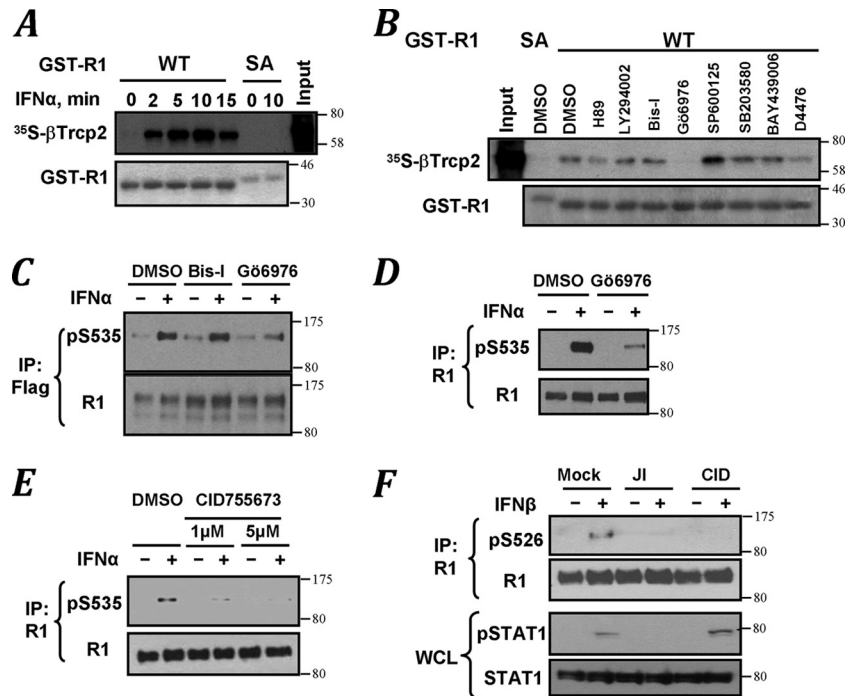 A
GST-R1 WT SA Input
IFNα, min 0 2 5 10 15 0 10
³⁵S-βTrcp2
80
58
GST-R1
46
30
B
GST-R1 SA WT
Input DMSO DMSO H89 LY294002 Bis-I Gö6976 SP600125 SB203580 BAY439006 D4476
³⁵S-βTrcp2
80
58
GST-R1
46
30
C
DMSO Bis-I Gö6976
IFNα − + − + − +
IP: Flag
pS535
175
80
R1
175
80
D
DMSO Gö6976
IFNα − + − +
IP: R1
pS535
175
80
R1
80
E
DMSO CID755673
1μM 5μM
IFNα − + − + − +
IP: R1
pS535
175
80
R1
80
F
Mock JI CID
IFNβ − + − + − +
IP: R1
pS526
175
80
R1
80
WCL
pSTAT1
80
STAT1
80